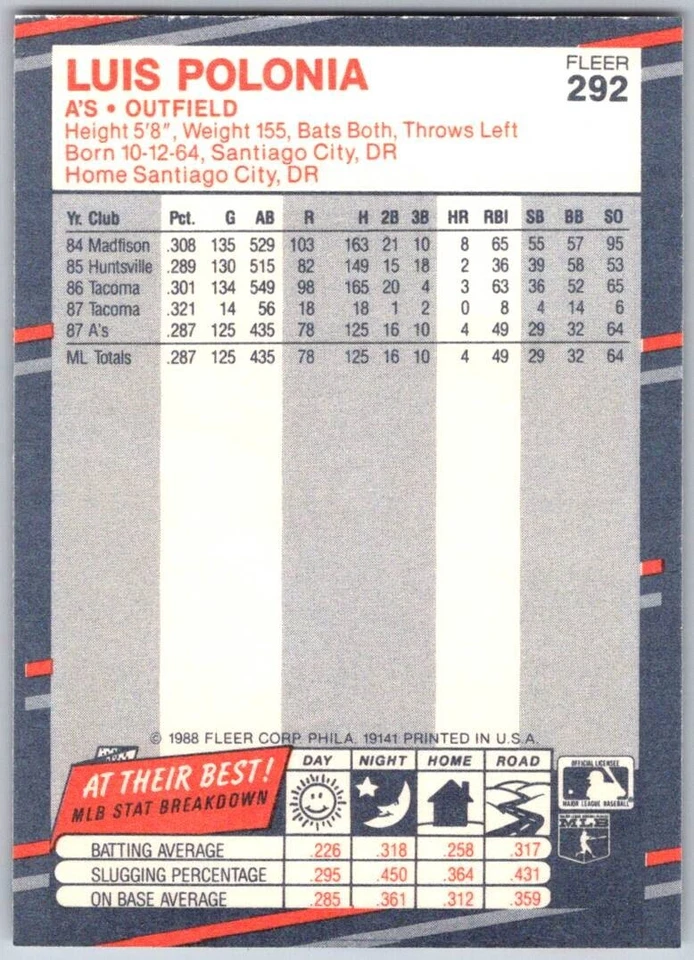 LUIS POLONIA
FLEER
292
A'S • OUTFIELD
Height 5'8", Weight 155, Bats Both, Throws Left
Born 10-12-64, Santiago City, DR
Home Santiago City, DR
Yr. Club Pct. G AB R H 2B 3B HR RBI SB BB SO
84 Madfison .308 135 529 103 163 21 10 8 65 55 57 95
85 Huntsville .289 130 515 82 149 15 18 2 36 39 58 53
86 Tacoma .301 134 549 98 165 20 4 3 63 36 52 65
87 Tacoma .321 14 56 18 18 1 2 0 8 4 14 6
87 A's .287 125 435 78 125 16 10 4 49 29 32 64
ML Totals .287 125 435 78 125 16 10 4 49 29 32 64
© 1988 FLEER CORP. PHILA. 19141 PRINTED IN U.S.A.
AT THEIR BEST!
MLB STAT BREAKDOWN
DAY NIGHT HOME ROAD
OFFICIAL LICENSEE
MAJOR LEAGUE BASEBALL
MLB
BATTING AVERAGE .226 .318 .258 .317
SLUGGING PERCENTAGE .295 .450 .364 .431
ON BASE AVERAGE .285 .361 .312 .359